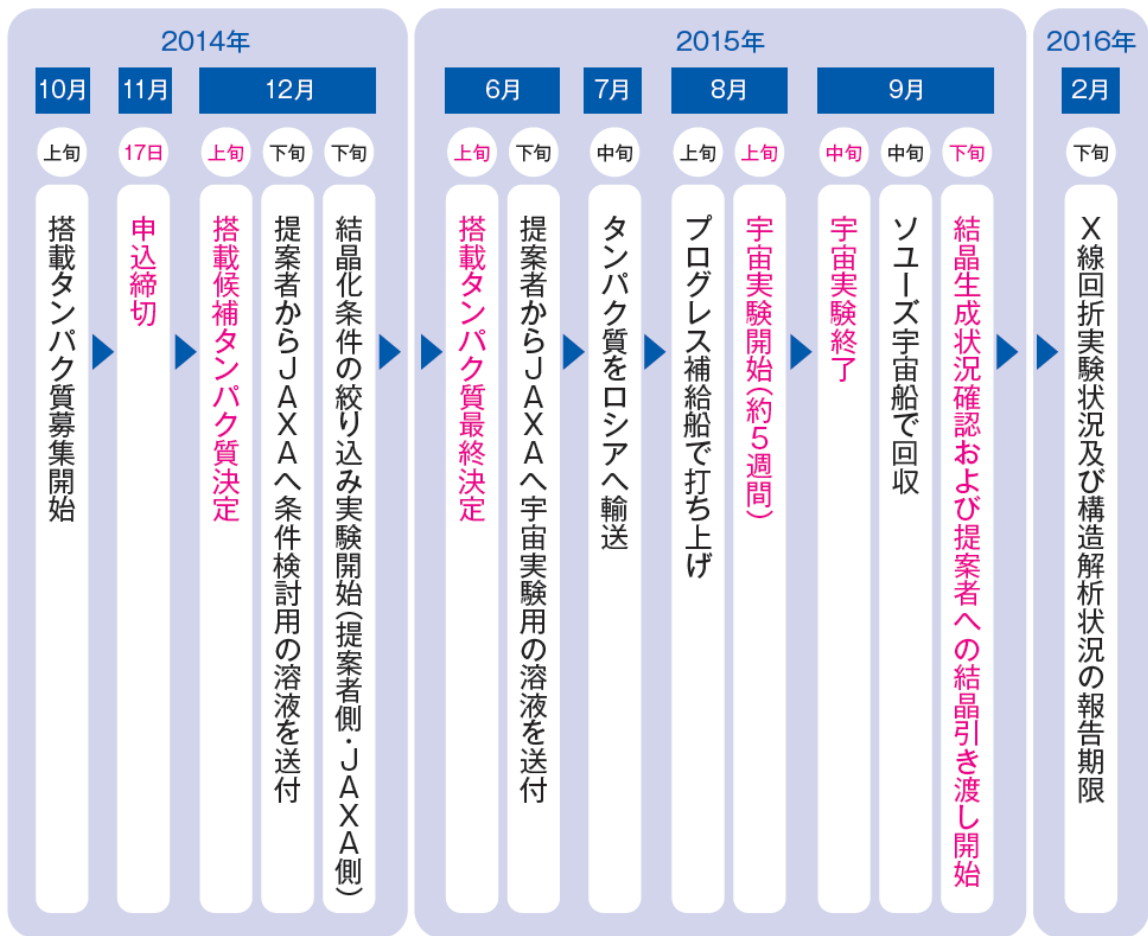 2014年
10月
上旬
搭載タンパク質募集開始
11月
17日
申込締切
12月
上旬
搭載候補タンパク質決定
下旬
提案者からJAXAへ条件検討用の溶液を送付
下旬
結晶化条件の絞り込み実験開始（提案者側・JAXA側）
2015年
6月
上旬
搭載タンパク質最終決定
下旬
提案者からJAXAへ宇宙実験用の溶液を送付
7月
中旬
タンパク質をロシアへ輸送
8月
上旬
プログレス補給船で打ち上げ
上旬
宇宙実験開始（約5週間）
9月
中旬
宇宙実験終了
中旬
ソユーズ宇宙船で回収
下旬
結晶生成状況確認および提案者への結晶引き渡し開始
2016年
2月
下旬
X線回折実験状況及び構造解析状況の報告期限